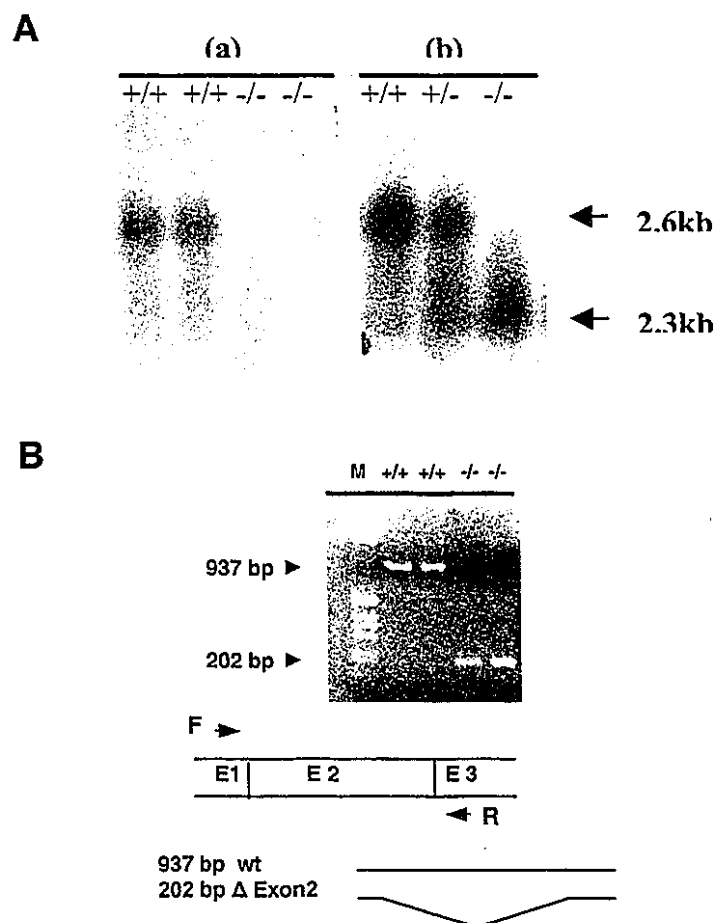 A
(a) (b)
+/+ +/+ -/- -/- +/+ +/- -/-
2.6kb
2.3kb
B
M +/+ +/+ -/- -/-
937 bp
202 bp
F
E1 E 2 E 3
R
937 bp wt
202 bp Δ Exon2